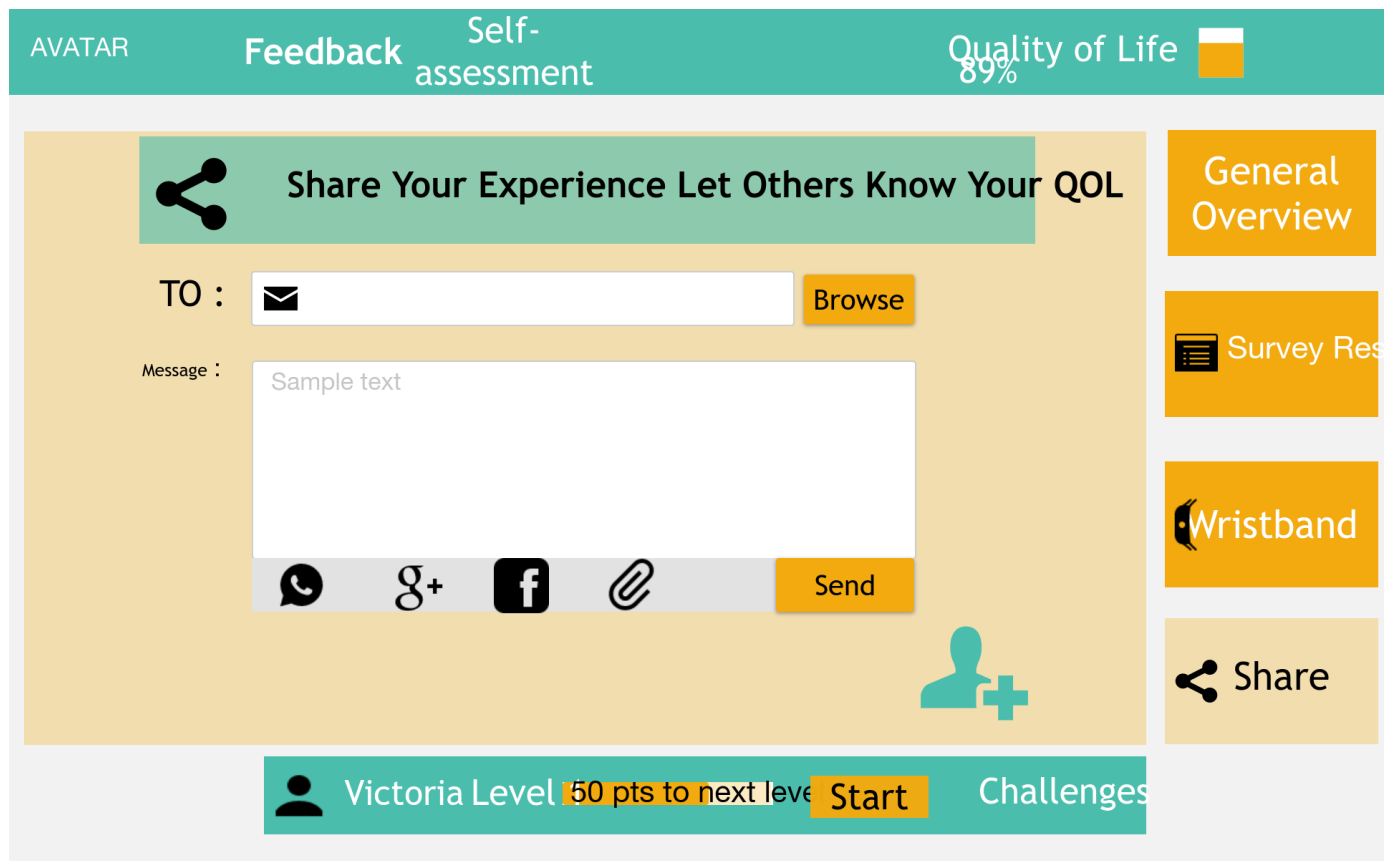 AVATAR
Feedback
Self-
assessment
Quality of Life
89%
Share Your Experience Let Others Know Your QOL
TO :
Browse
Message :
Sample text
g+
f
Send
General
Overview
Survey Res
Wristband
Share
Victoria Level
50 pts to next leve
Start
Challenges